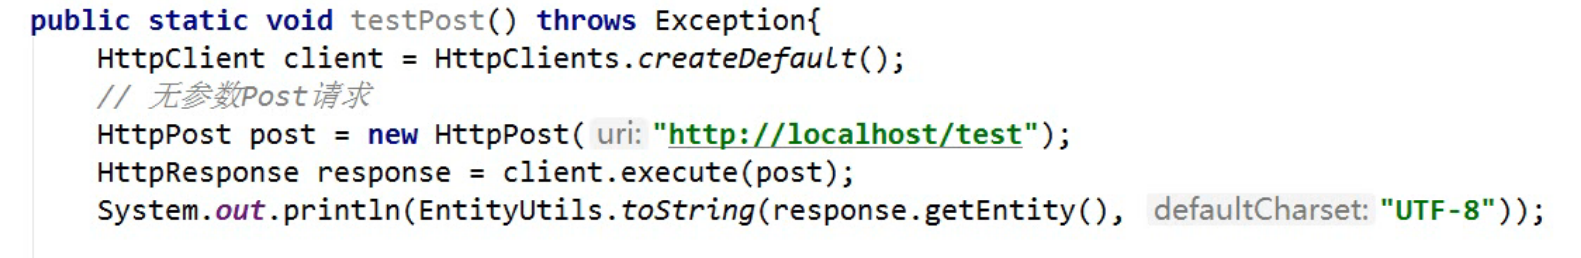 public static void testPost() throws Exception{
HttpClient client = HttpClients.createDefault();
// 无参数Post请求
HttpPost post = new HttpPost( uri: "http://localhost/test");
HttpResponse response = client.execute(post);
System.out.println(EntityUtils.toString(response.getEntity(), defaultCharset: "UTF-8"));